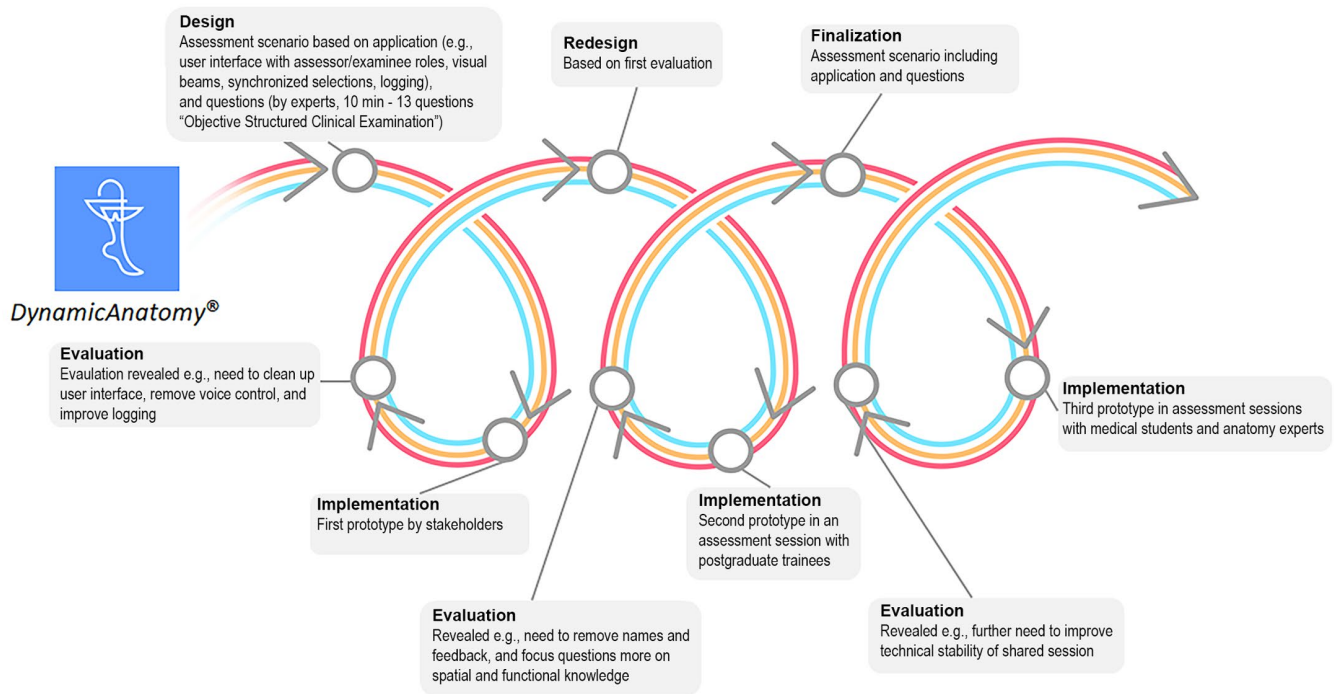 Design
Assessment scenario based on application (e.g.,
user interface with assessor/examinee roles, visual
beams, synchronized selections, logging),
and questions (by experts, 10 min - 13 questions
“Objective Structured Clinical Examination”)
Redesign
Based on first evaluation
Finalization
Assessment scenario including
application and questions
DynamicAnatomy®
Evaluation
Evaulation revealed e.g., need to clean up
user interface, remove voice control, and
improve logging
Implementation
First prototype by stakeholders
Evaluation
Revealed e.g., need to remove names and
feedback, and focus questions more on
spatial and functional knowledge
Implementation
Second prototype in an
assessment session with
postgraduate trainees
Evaluation
Revealed e.g., further need to improve
technical stability of shared session
Implementation
Third prototype in assessment sessions
with medical students and anatomy experts